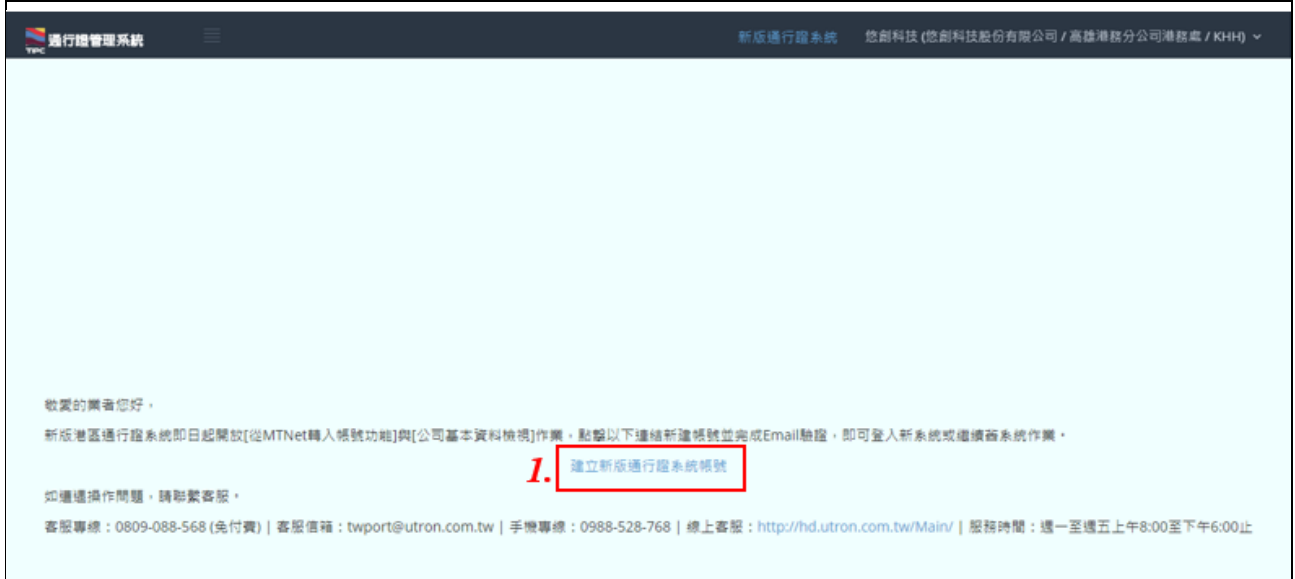 TIPC 通行證管理系統
新版通行證系統 您創科技 (您創科技股份有限公司 / 高雄港務分公司港務處 / KHH)
敬愛的業者您好，
新版港區通行證系統即日起開放[從MTNet轉入帳號功能]與[公司基本資料檢視]作業，點擊以下連結新建帳號並完成Email驗證，即可登入新系統或繼續舊系統作業。
1. 建立新版通行證系統帳號
如遭遇操作問題，請聯繫客服。
客服專線：0809-088-568 (免付費) | 客服信箱：twport@utron.com.tw | 手機專線：0988-528-768 | 線上客服：http://hd.utron.com.tw/Main/ | 服務時間：週一至週五上午8:00至下午6:00止